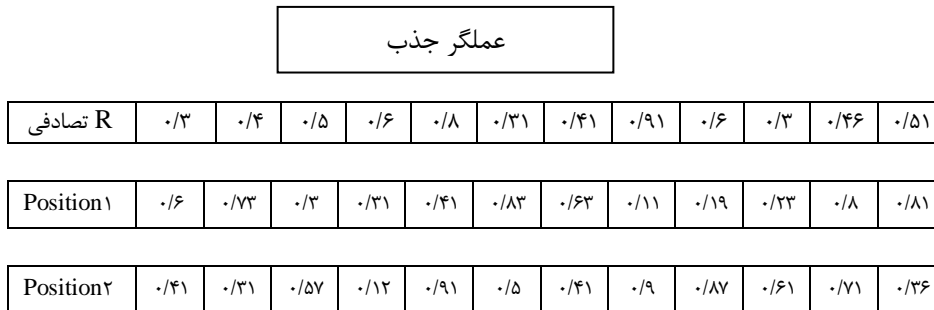 عملگر جذب
R تصادفی ۰/۳ ۰/۴ ۰/۵ ۰/۶ ۰/۸ ۰/۳۱ ۰/۴۱ ۰/۹۱ ۰/۶ ۰/۳ ۰/۴۶ ۰/۵۱
Position۱ ۰/۶ ۰/۷۳ ۰/۳ ۰/۳۱ ۰/۴۱ ۰/۸۳ ۰/۶۳ ۰/۱۱ ۰/۱۹ ۰/۲۳ ۰/۸ ۰/۸۱
Position۲ ۰/۴۱ ۰/۳۱ ۰/۵۷ ۰/۱۲ ۰/۹۱ ۰/۵ ۰/۴۱ ۰/۹ ۰/۸۷ ۰/۶۱ ۰/۷۱ ۰/۳۶